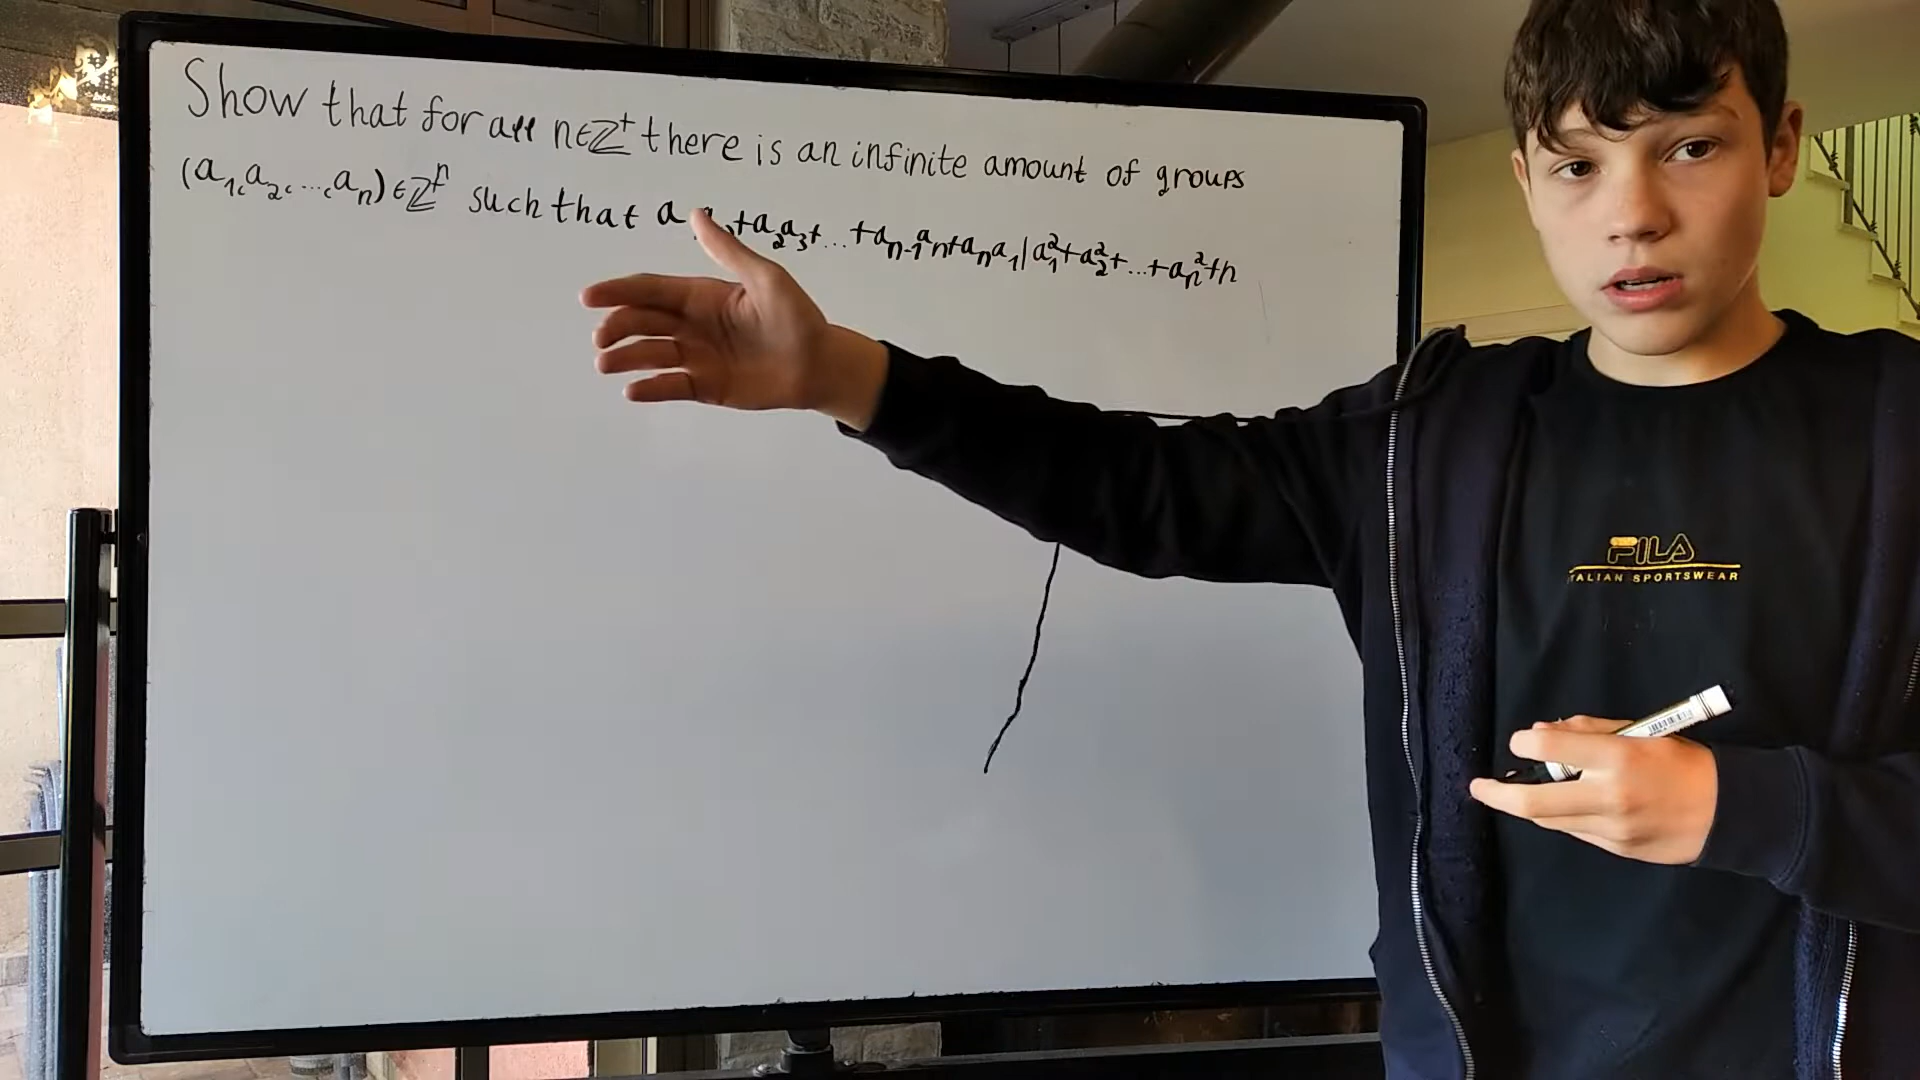 Show that for all n∈ℤ⁺ there is an infinite amount of groups
(a₁, a₂, ..., aₙ)∈ℤⁿ such that a +a₂a₃+...+aₙ₋₁aₙ+aₙa₁|a₁²+a₂²+...+aₙ²+n
FILA
ITALIAN SPORTSWEAR